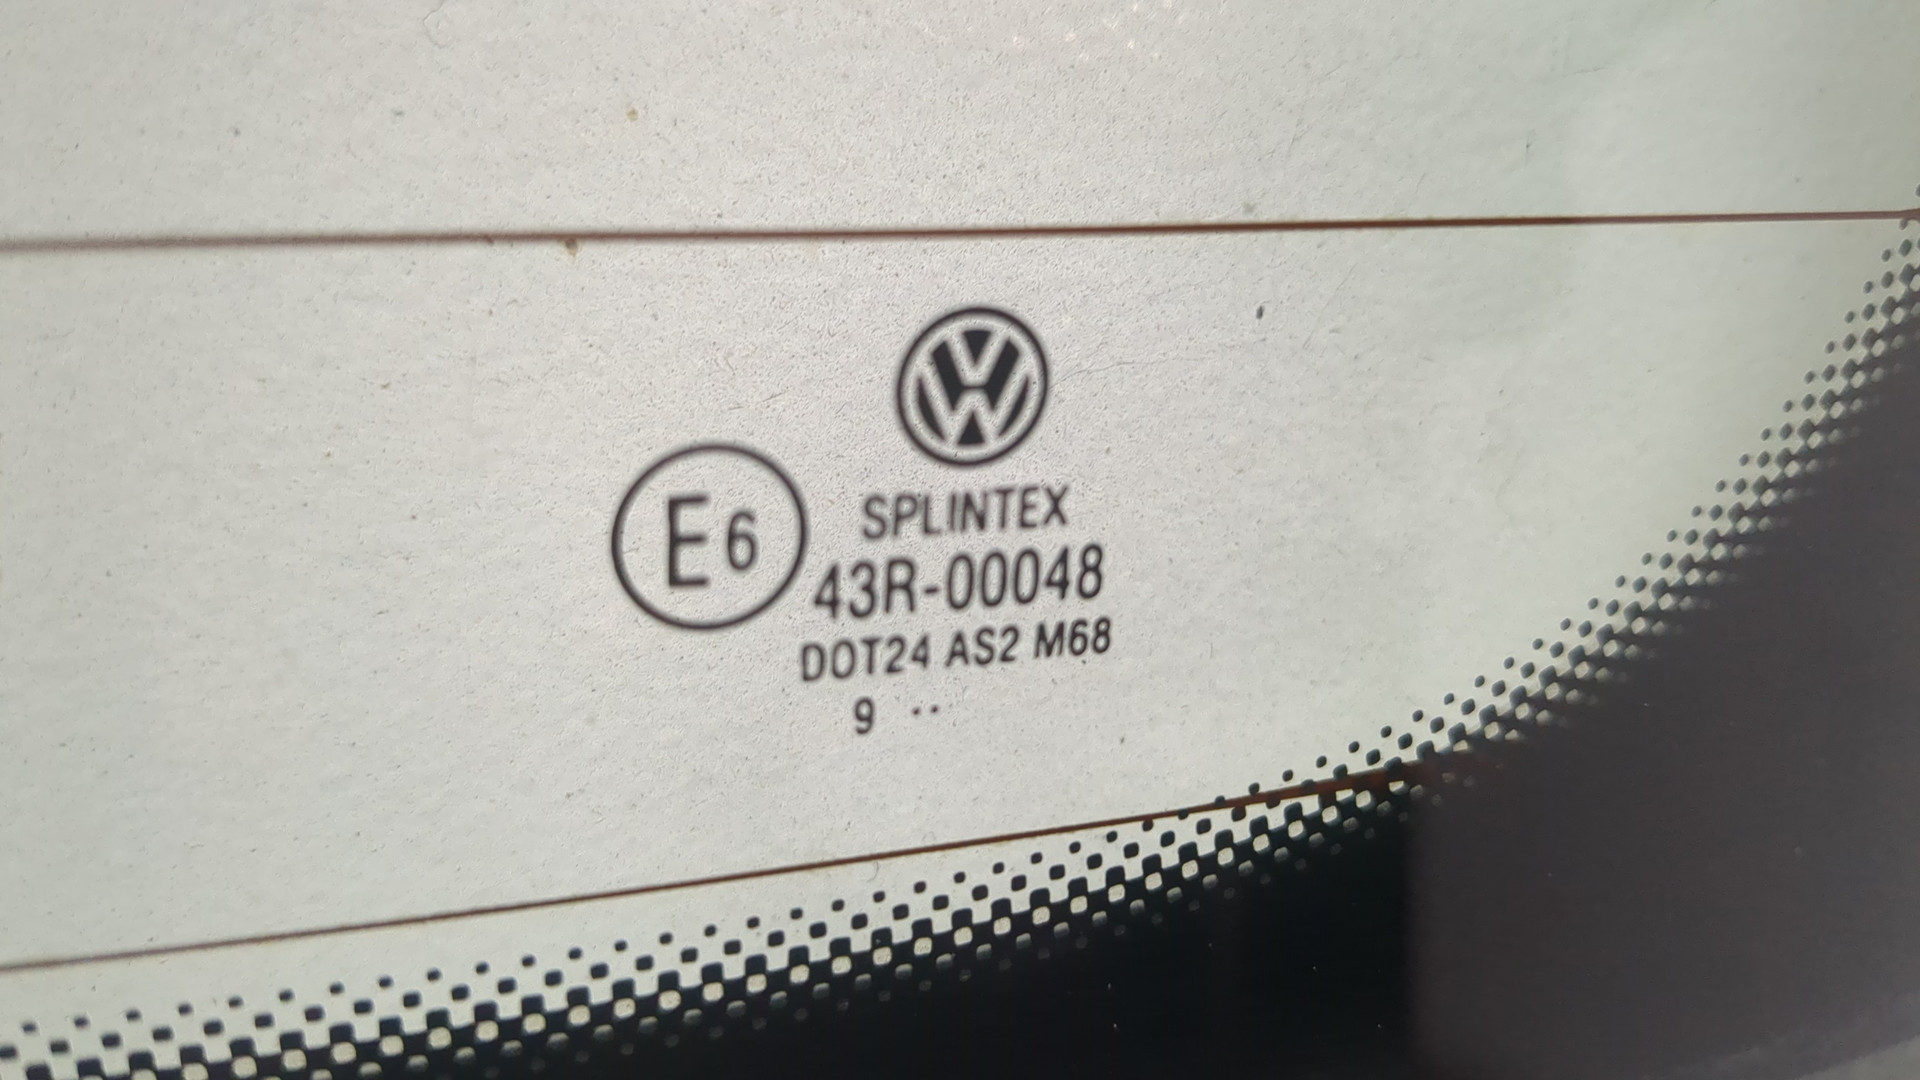 E6
SPLINTEX
43R-00048
DOT24 AS2 M68
9 ··